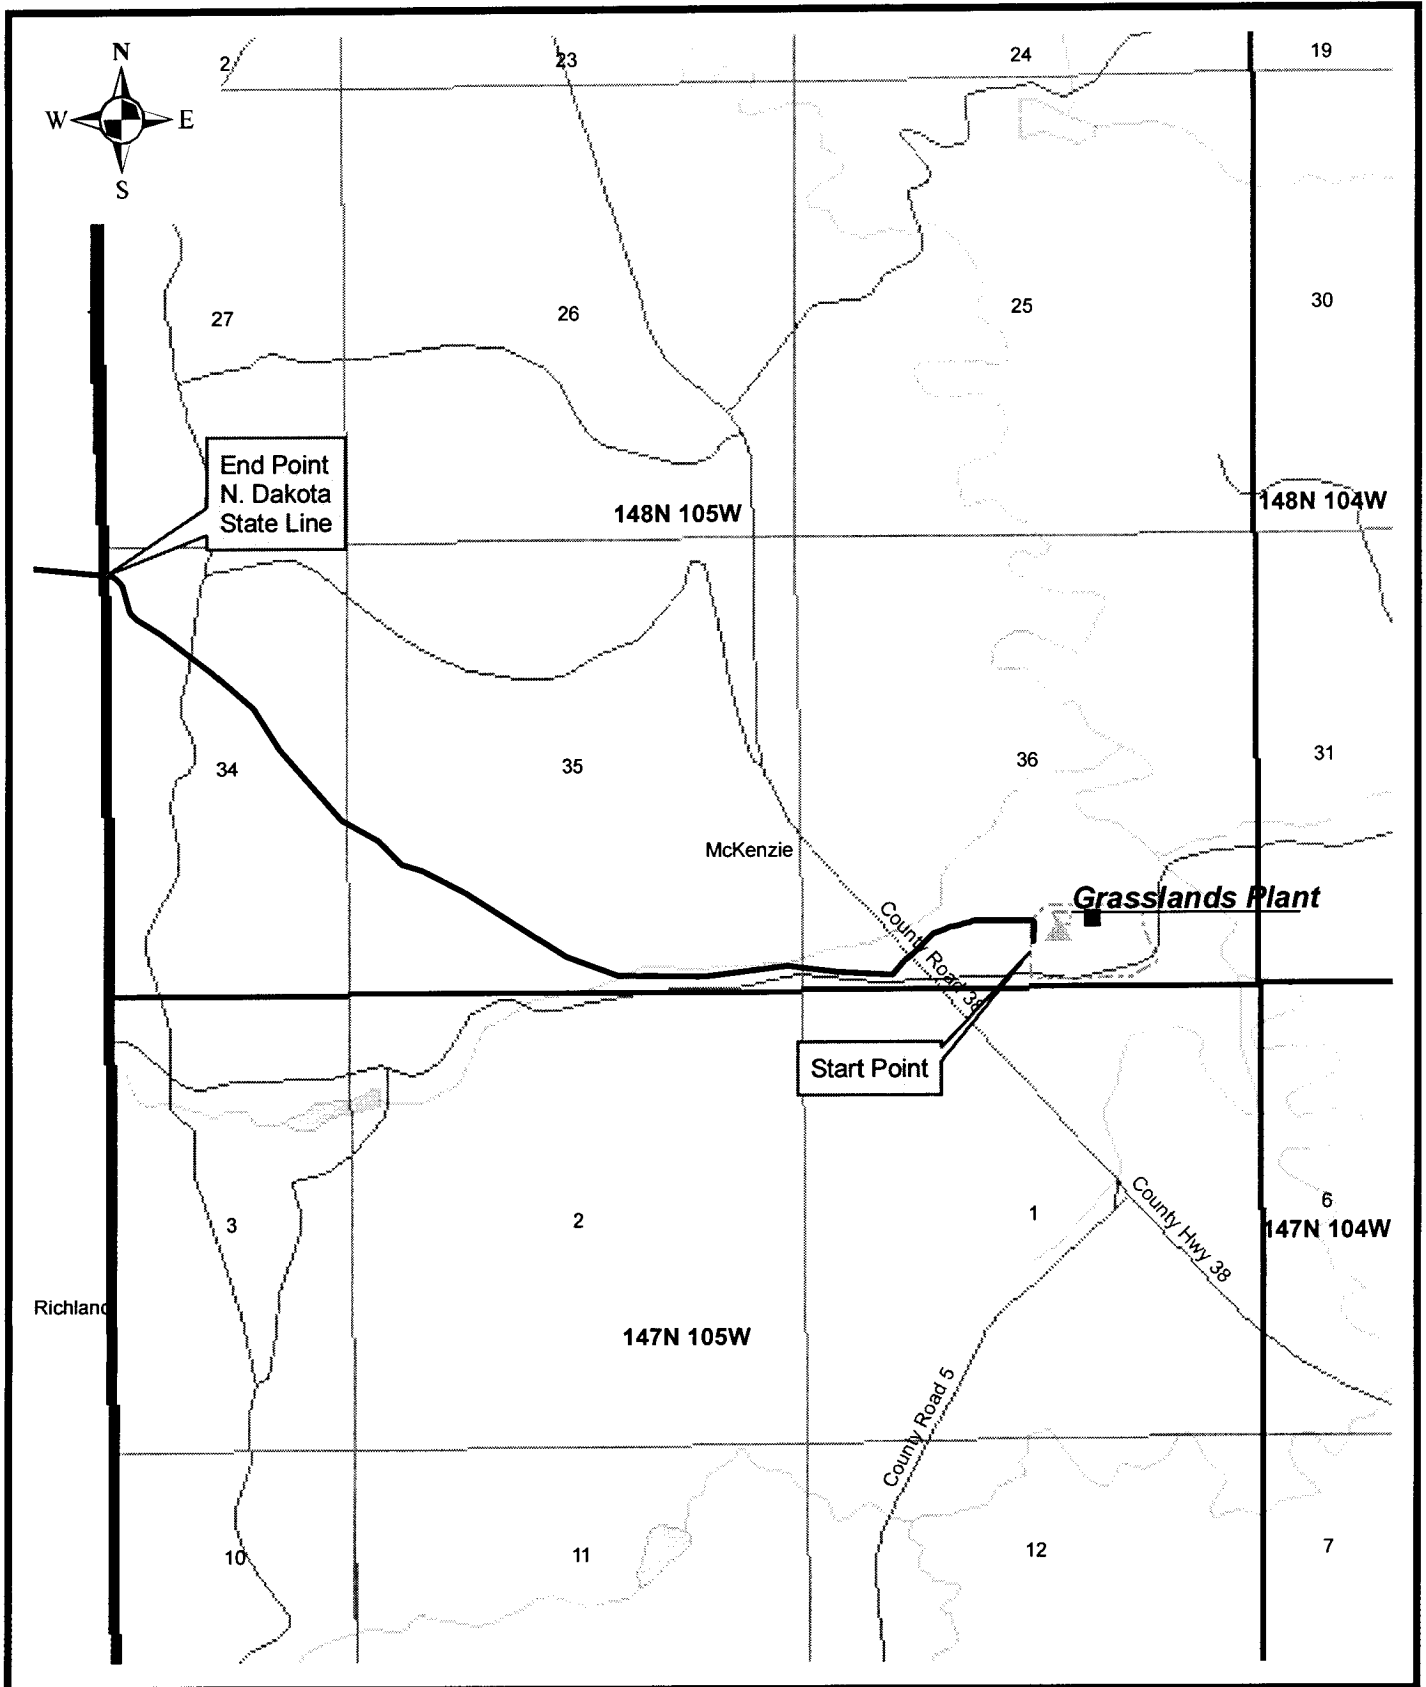 N
W E
S
2
23
24
19
27
26
25
30
End Point
N. Dakota
State Line
148N 105W
148N 104W
34
35
36
31
McKenzie
Grasslands Plant
County Road 38
Start Point
3
2
1
6
County Hwy 38
147N 104W
Richland
147N 105W
County Road 5
10
11
12
7